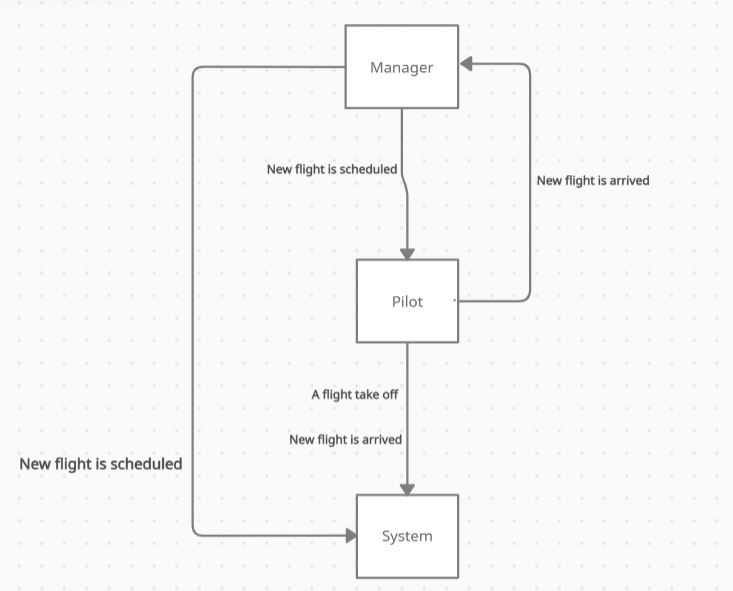 Manager
New flight is scheduled
New flight is arrived
Pilot
A flight take off
New flight is arrived
New flight is scheduled
System